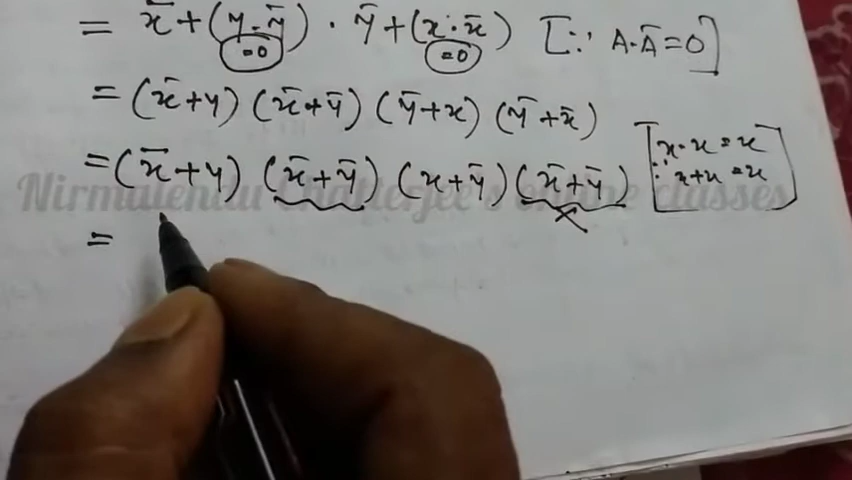 = x̄ + (y.ȳ) . ȳ + (x.x̄) [∵ A.Ā = 0]
=0 =0
= (x̄+y) (x̄+ȳ) (ȳ+x) (ȳ+x̄)
= (x̄+y) (x̄+ȳ) (x+ȳ) (x̄+ȳ) [x.x = x
∵ x+x = x]
Nirmalendu Chatterjee's online classes
=